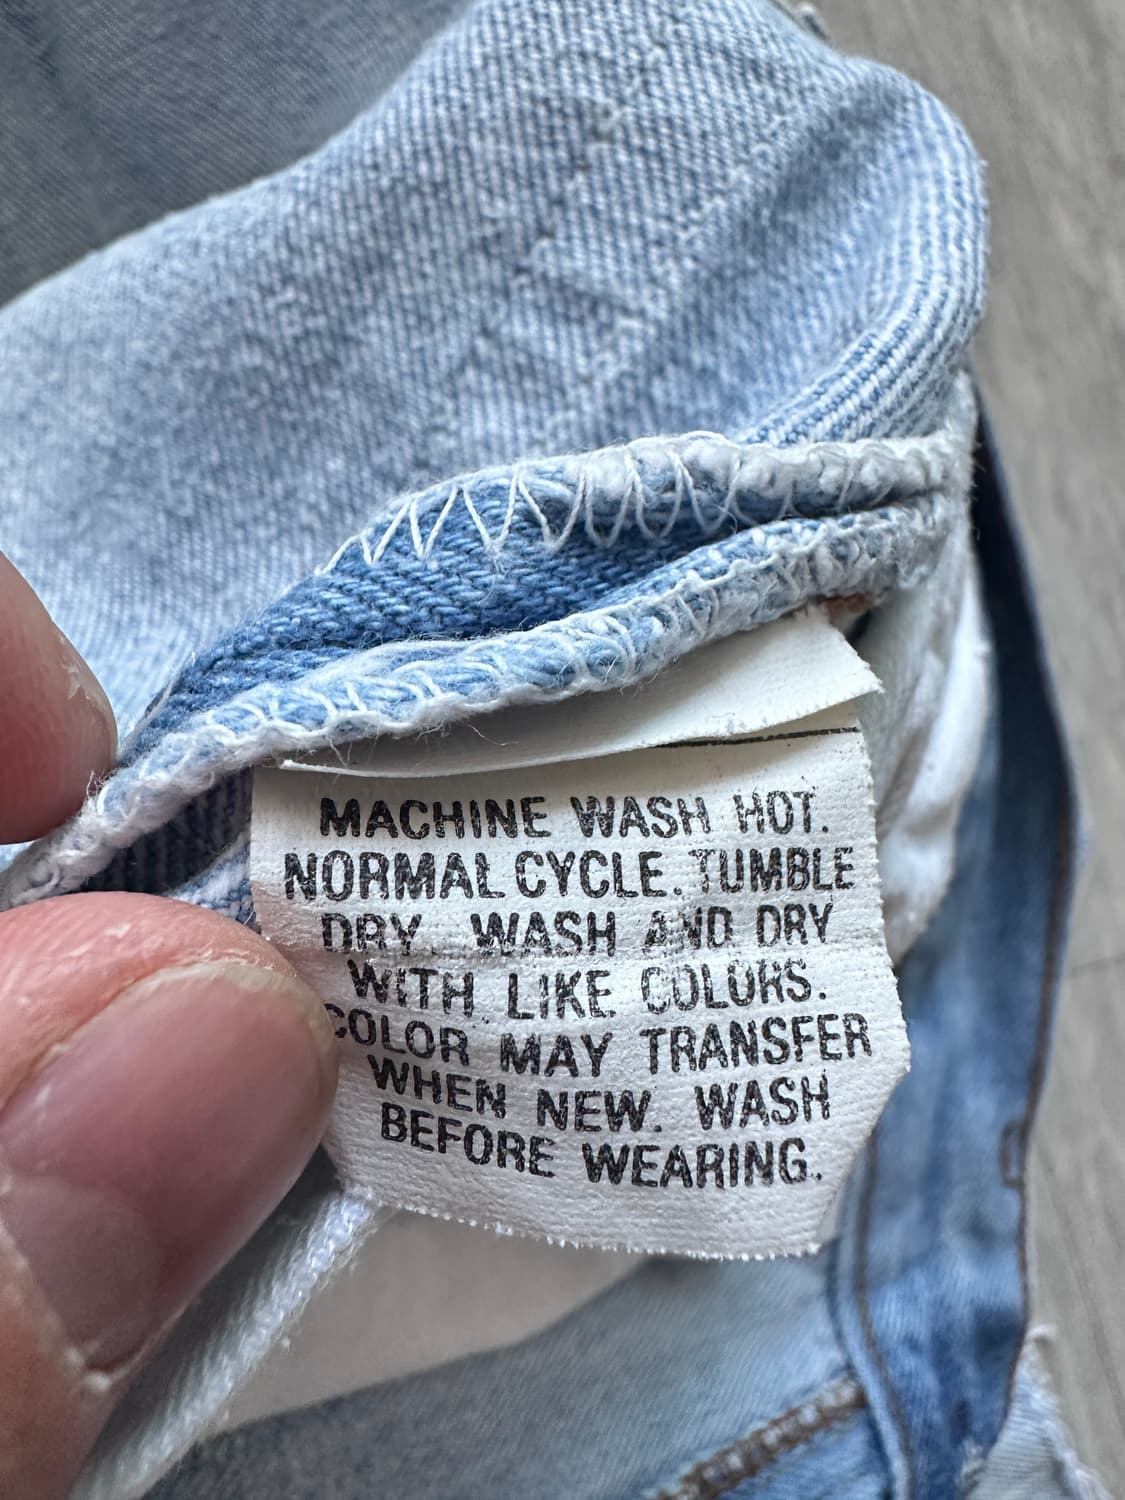 MACHINE WASH HOT.
NORMAL CYCLE. TUMBLE
DRY. WASH AND DRY
WITH LIKE COLORS.
COLOR MAY TRANSFER
WHEN NEW. WASH
BEFORE WEARING.